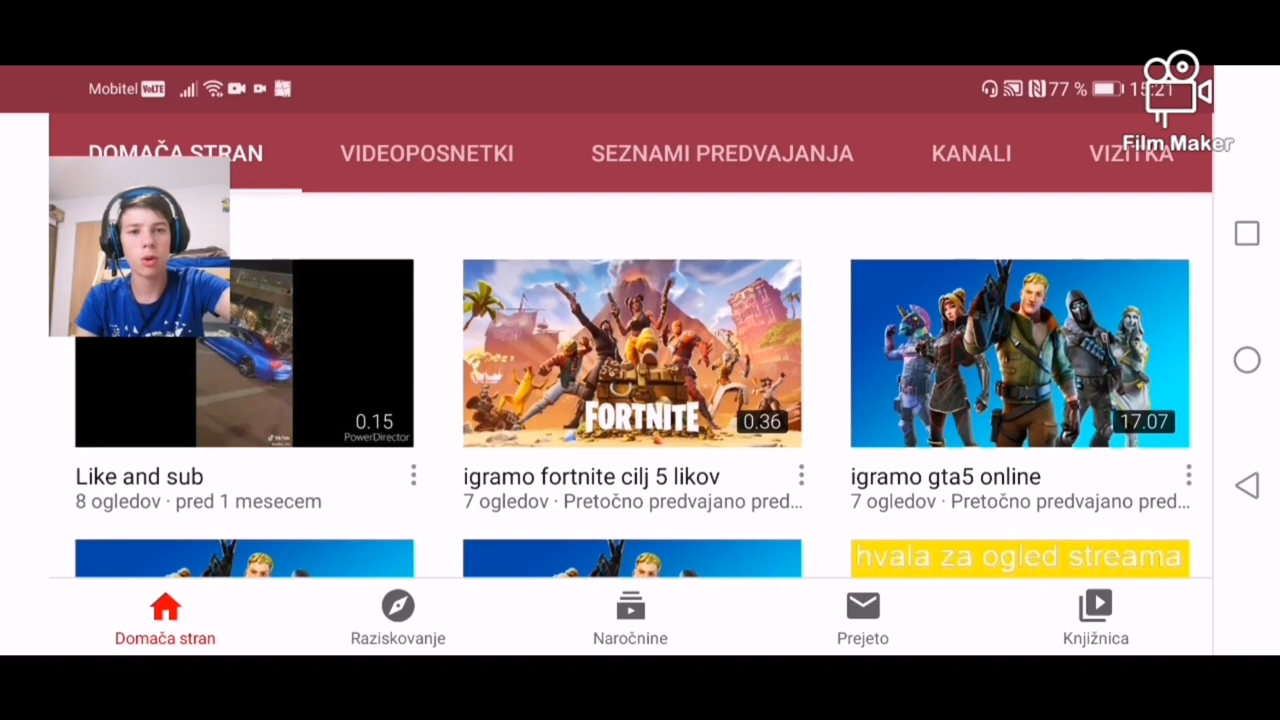 Mobitel VoLTE 77 % 15:21
Film Maker
DOMAČA STRAN VIDEOPOSNETKI SEZNAMI PREDVAJANJA KANALI VIZITKA
0.15
PowerDirector
FORTNITE
0.36
17.07
Like and sub
8 ogledov · pred 1 mesecem
igramo fortnite cilj 5 likov
7 ogledov · Pretočno predvajano pred...
igramo gta5 online
7 ogledov · Pretočno predvajano pred...
hvala za ogled streama
Domača stran Raziskovanje Naročnine Prejeto Knjižnica